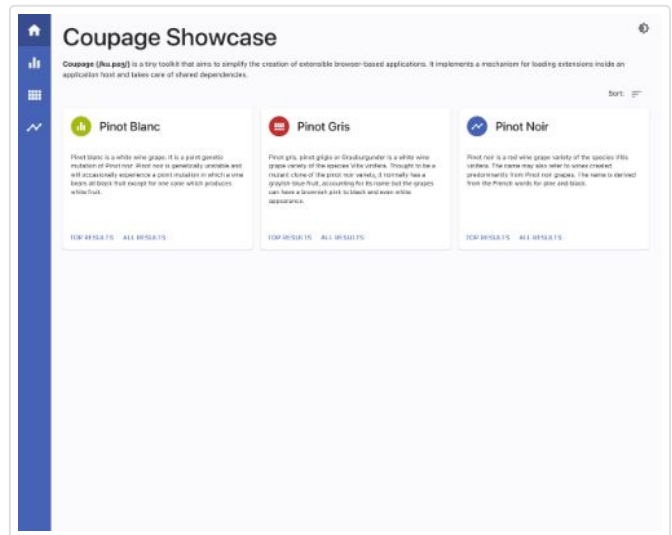 Coupage Showcase
Coupage (/ku.paʒ/) is a tiny toolkit that aims to simplify the creation of extensible browser-based applications. It implements a mechanism for loading extensions inside an
application host and takes care of shared dependencies.
Sort:
Pinot Blanc
Pinot blanc is a white wine grape. It is a point genetic
mutation of Pinot noir. Pinot noir is genetically unstable and
will occasionally experience a point mutation in which a vine
bears all black fruit except for one cane which produces
white fruit.
TOP RESULTS ALL RESULTS
Pinot Gris
Pinot gris, pinot grigio or Grauburgunder is a white wine
grape variety of the species Vitis vinifera. Thought to be a
mutant clone of the pinot noir variety, it normally has a
grayish-blue fruit, accounting for its name but the grapes
can have a brownish pink to black and even white
appearance.
TOP RESULTS ALL RESULTS
Pinot Noir
Pinot noir is a red wine grape variety of the species Vitis
vinifera. The name may also refer to wines created
predominantly from Pinot noir grapes. The name is derived
from the French words for pine and black.
TOP RESULTS ALL RESULTS